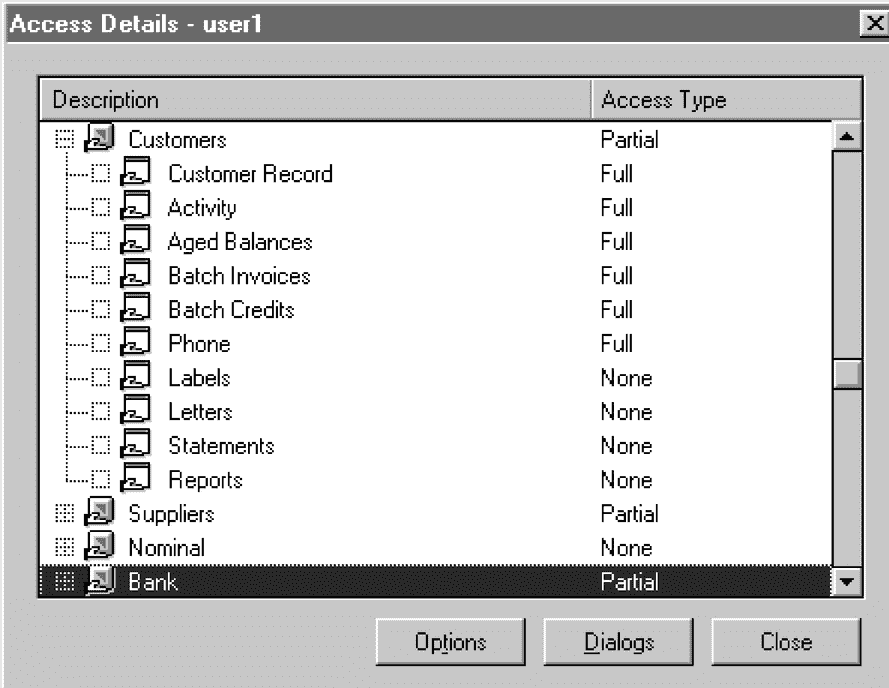 Access Details - user1
Description Access Type
Customers Partial
Customer Record Full
Activity Full
Aged Balances Full
Batch Invoices Full
Batch Credits Full
Phone Full
Labels None
Letters None
Statements None
Reports None
Suppliers Partial
Nominal None
Bank Partial
Options Dialogs Close